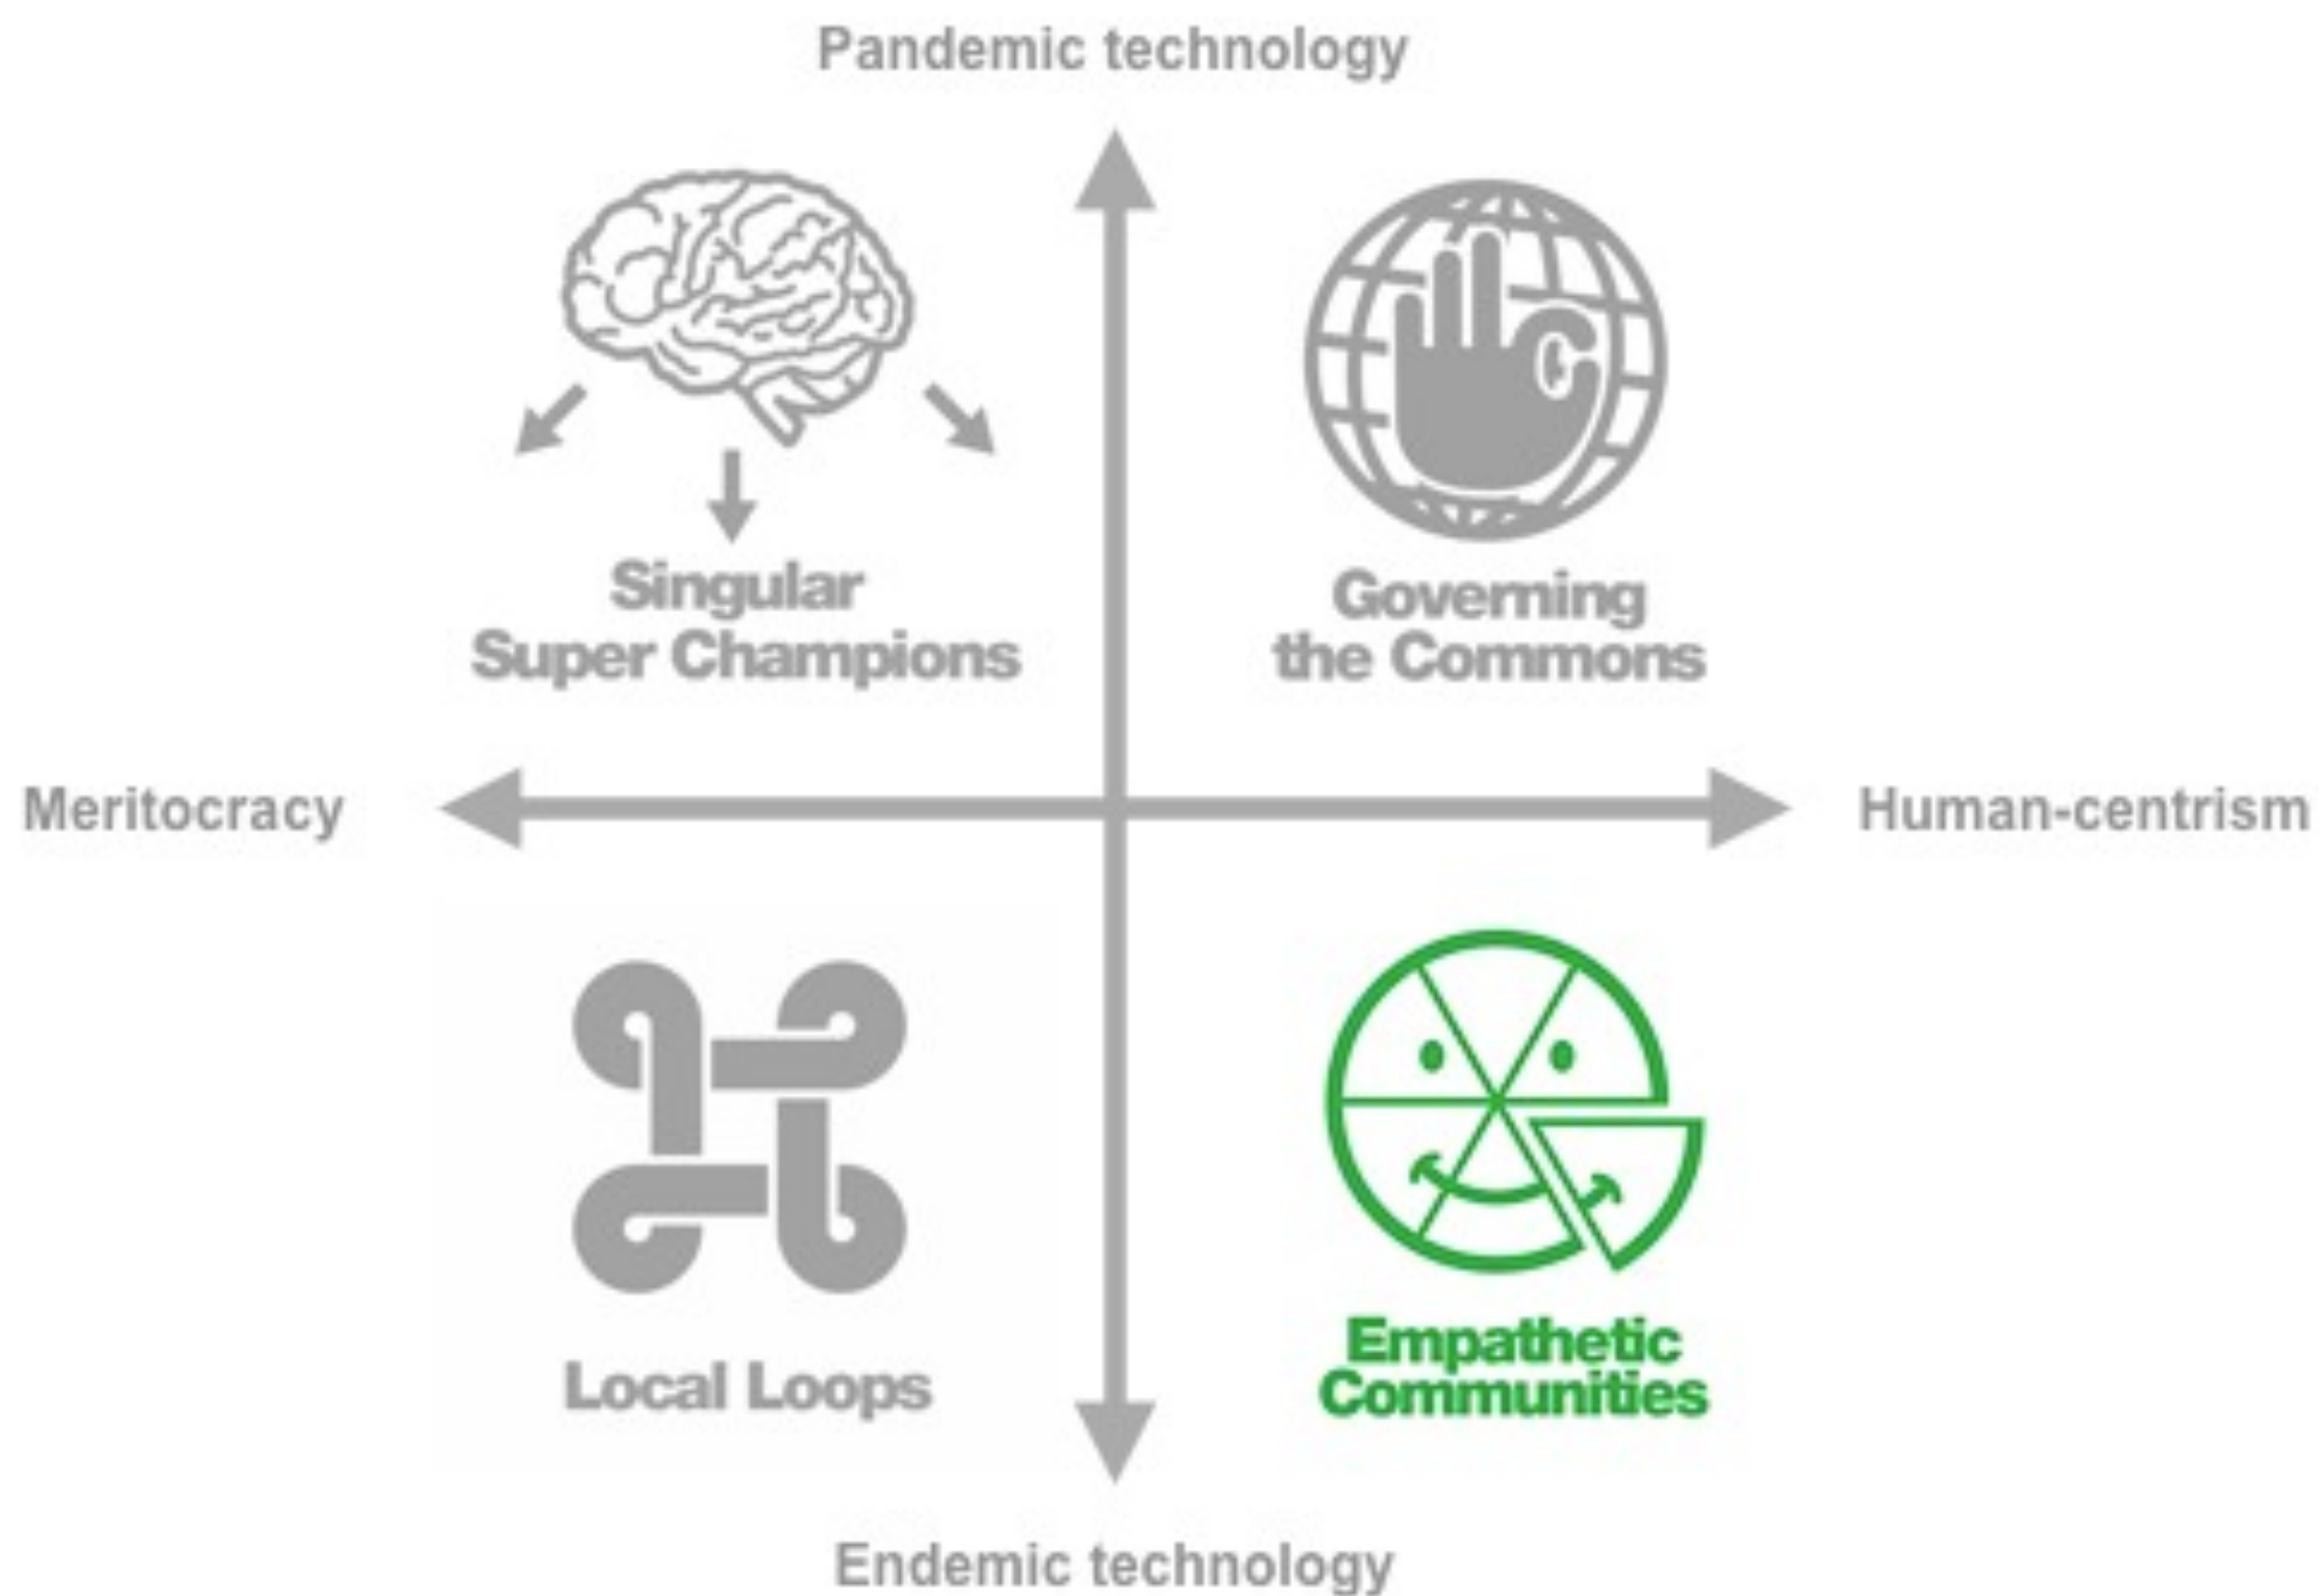 Pandemic technology
Singular
Super Champions
Governing
the Commons
Meritocracy
Human-centrism
Local Loops
Empathetic
Communities
Endemic technology